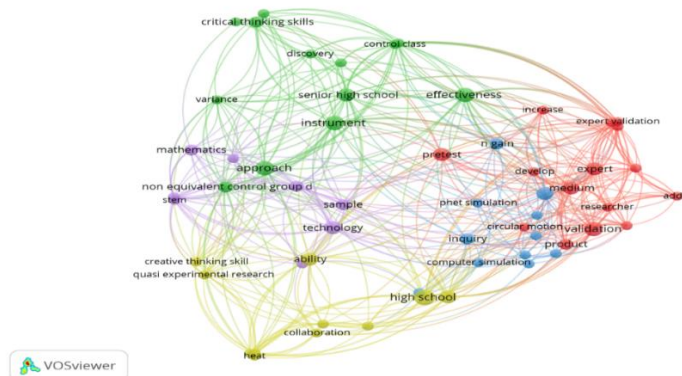 critical thinking skills
control class
discovery
senior high school
effectiveness
variance
increase
instrument
expert validation
mathematics
n gain
pretest
approach
develop
expert
non equivalent control group d
medium
stem
sample
phet simulation
researcher
add
technology
circular motion
validation
inquiry
product
creative thinking skill
ability
computer simulation
quasi experimental research
high school
collaboration
heat
VOSviewer